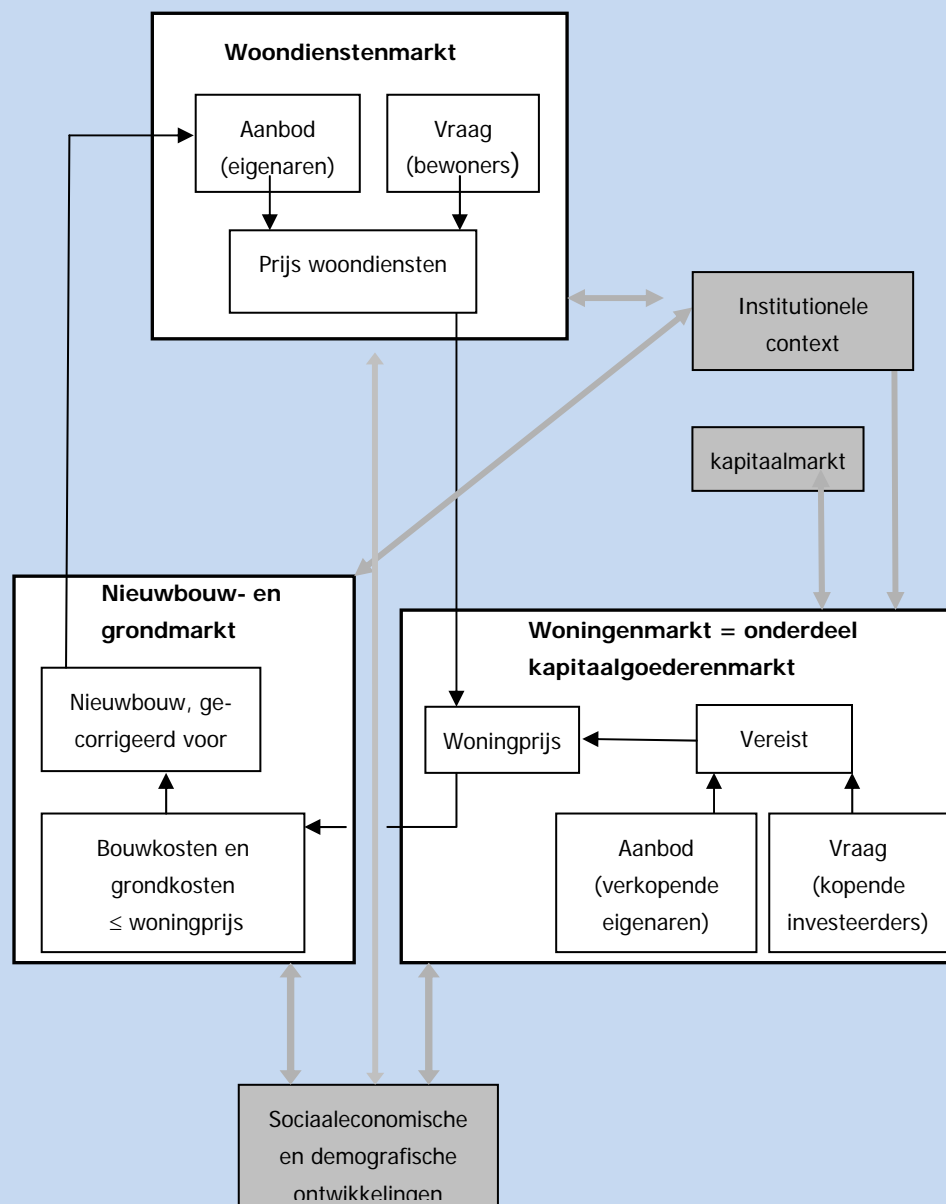 Woondienstenmarkt
Aanbod
(eigenaren)
Vraag
(bewoners)
Prijs woondiensten
Institutionele
context
kapitaalmarkt
Nieuwbouw- en
grondmarkt
Nieuwbouw, ge-
corrigeerd voor
Bouwkosten en
grondkosten
≤ woningprijs
Woningenmarkt = onderdeel
kapitaalgoederenmarkt
Woningprijs
Vereist
Aanbod
(verkopende
eigenaren)
Vraag
(kopende
investeerders)
Sociaaleconomische
en demografische
ontwikkelingen